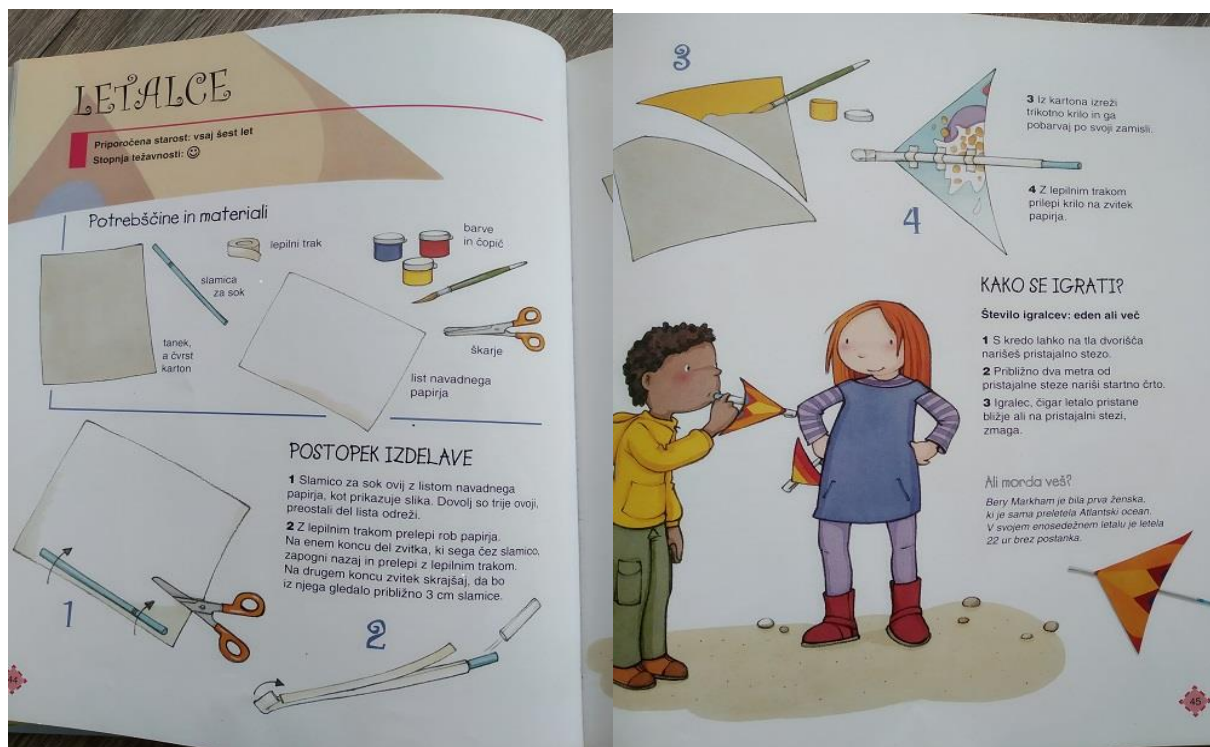 LETALCE
Priporočena starost: vsaj šest let
Stopnja težavnosti:
Potrebščine in materiali
lepilni trak
barve
in čopič
slamica
za sok
tanek,
a čvrst
karton
škarje
list navadnega
papirja
POSTOPEK IZDELAVE
1 Slamico za sok ovij z listom navadnega
papirja, kot prikazuje slika. Dovolj so trije ovoji,
preostali del lista odreži.
2 Z lepilnim trakom prelepi rob papirja.
Na enem koncu del zvitka, ki sega čez slamico,
zapogni nazaj in prelepi z lepilnim trakom.
Na drugem koncu zvitek skrajšaj, da bo
iz njega gledalo približno 3 cm slamice.
1
2
44
3
3 Iz kartona izreži
trikotno krilo in ga
pobarvaj po svoji zamisli.
4
4 Z lepilnim trakom
prilepi krilo na zvitek
papirja.
KAKO SE IGRATI?
Število igralcev: eden ali več
1 S kredo lahko na tla dvorišča
narišeš pristajalno stezo.
2 Približno dva metra od
pristajalne steze nariši startno črto.
3 Igralec, čigar letalo pristane
bližje ali na pristajalni stezi,
zmaga.
Ali morda veš?
Bery Markham je bila prva ženska,
ki je sama preletela Atlantski ocean.
V svojem enosedežnem letalu je letela
22 ur brez postanka.
45